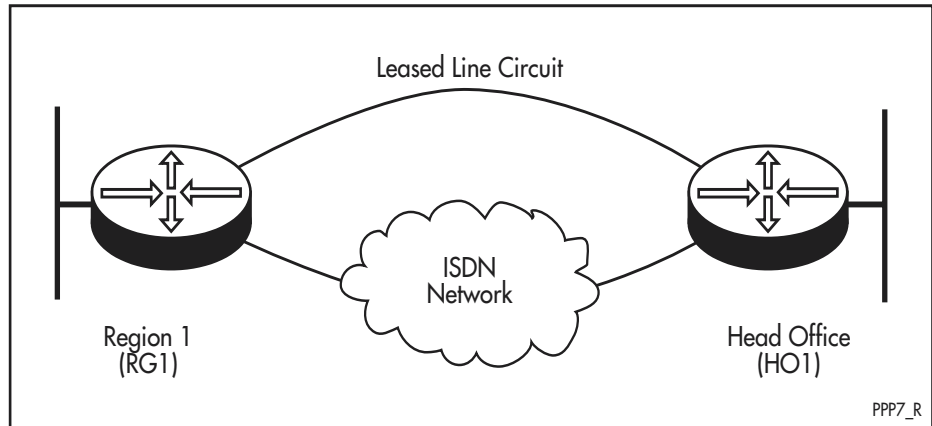 Leased Line Circuit
ISDN
Network
Region 1
(RG1)
Head Office
(HO1)
PPP7_R